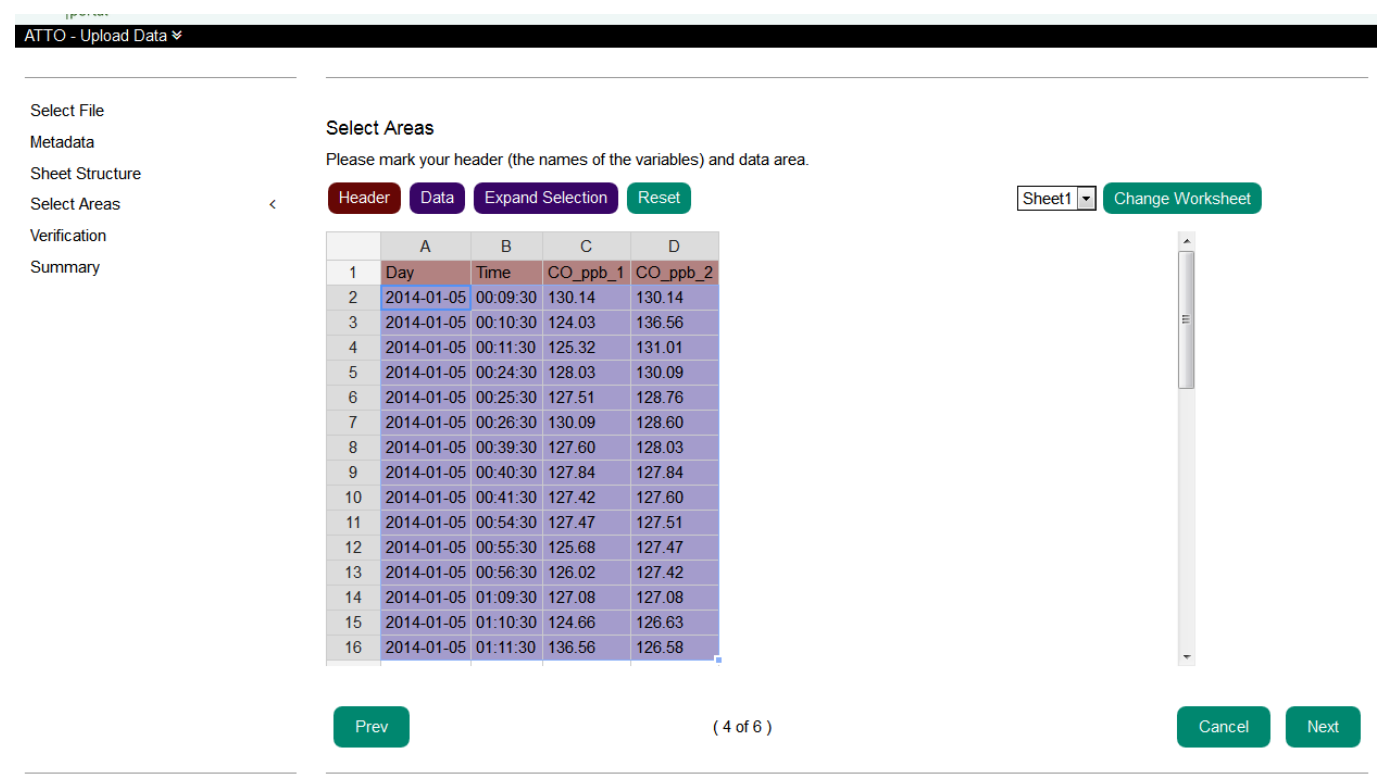 ATTO - Upload Data
Select File
Metadata
Sheet Structure
Select Areas <
Verification
Summary
Select Areas
Please mark your header (the names of the variables) and data area.
Header Data Expand Selection Reset Sheet1 Change Worksheet
A B C D
1 Day Time CO_ppb_1 CO_ppb_2
2 2014-01-05 00:09:30 130.14 130.14
3 2014-01-05 00:10:30 124.03 136.56
4 2014-01-05 00:11:30 125.32 131.01
5 2014-01-05 00:24:30 128.03 130.09
6 2014-01-05 00:25:30 127.51 128.76
7 2014-01-05 00:26:30 130.09 128.60
8 2014-01-05 00:39:30 127.60 128.03
9 2014-01-05 00:40:30 127.84 127.84
10 2014-01-05 00:41:30 127.42 127.60
11 2014-01-05 00:54:30 127.47 127.51
12 2014-01-05 00:55:30 125.68 127.47
13 2014-01-05 00:56:30 126.02 127.42
14 2014-01-05 01:09:30 127.08 127.08
15 2014-01-05 01:10:30 124.66 126.63
16 2014-01-05 01:11:30 136.56 126.58
Prev ( 4 of 6 ) Cancel Next